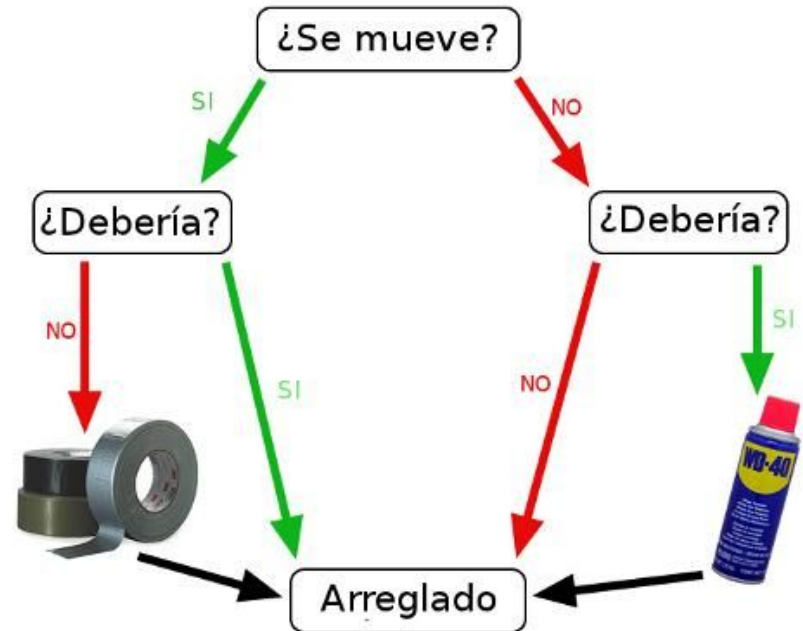 ¿Se mueve?
SI
NO
¿Debería?
¿Debería?
NO
SI
NO
SI
WD-40
Arreglado